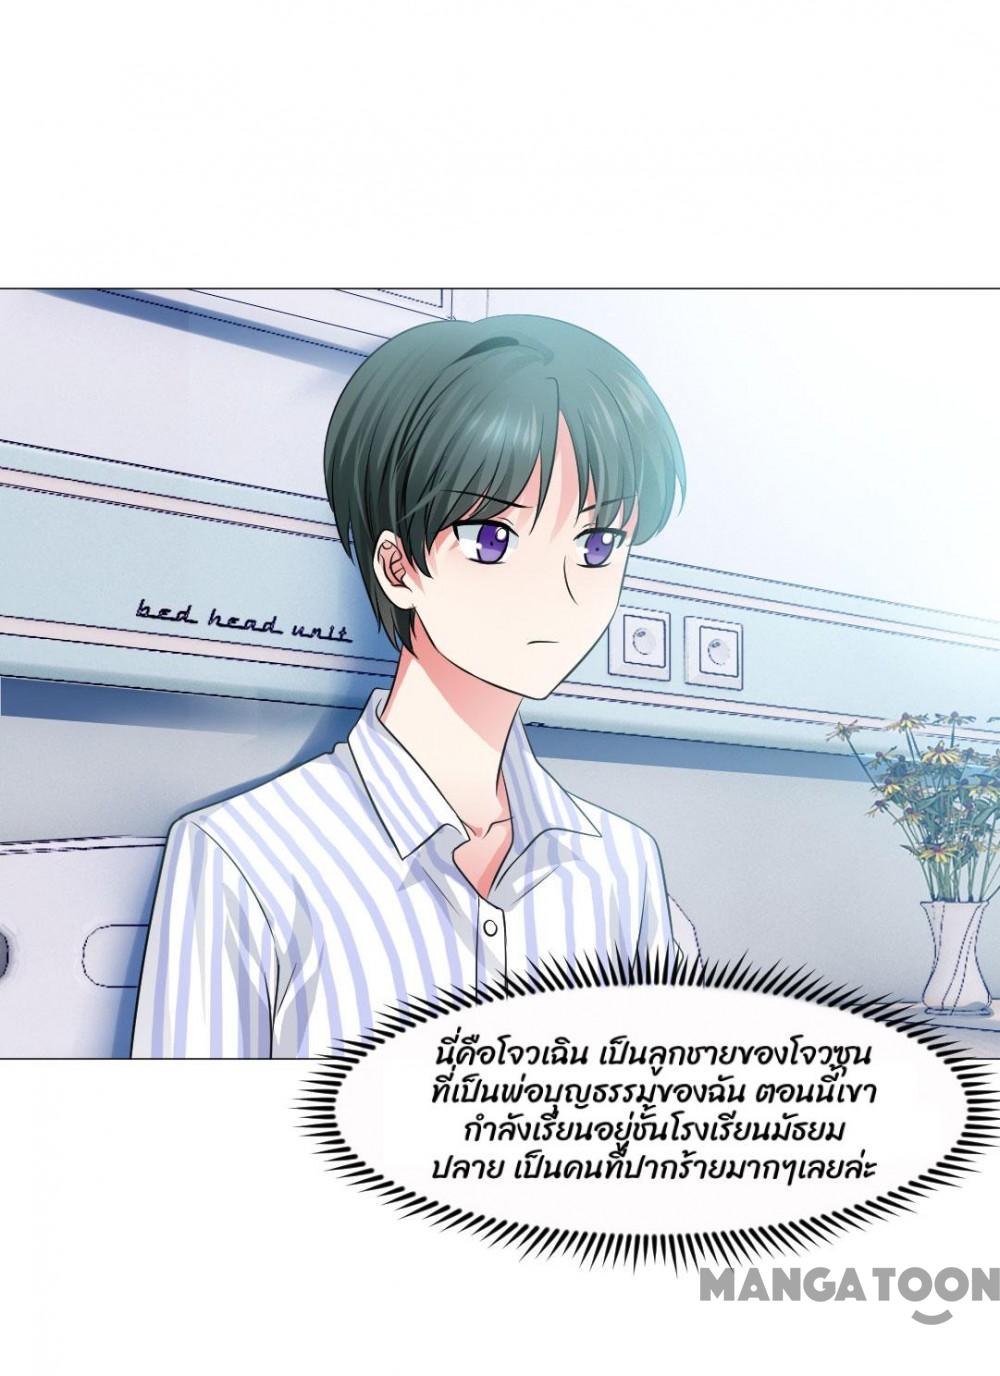 bed head unit
นี่คือโจวเฉิน เป็นลูกชายของโจวซุน
ที่เป็นพ่อบุญธรรมของฉัน ตอนนี้เขา
กำลังเรียนอยู่ชั้นโรงเรียนมัธยม
ปลาย เป็นคนที่ปากร้ายมากๆเลยล่ะ
MANGATOON